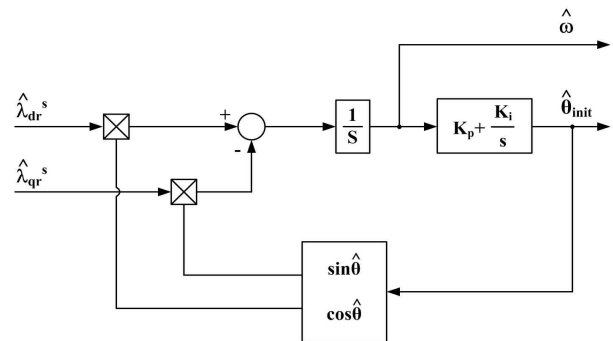 ω̂
λ̂dr^s
+
1/S
Kp+ Ki/s
θ̂init
-
λ̂qr^s
sinθ̂
cosθ̂